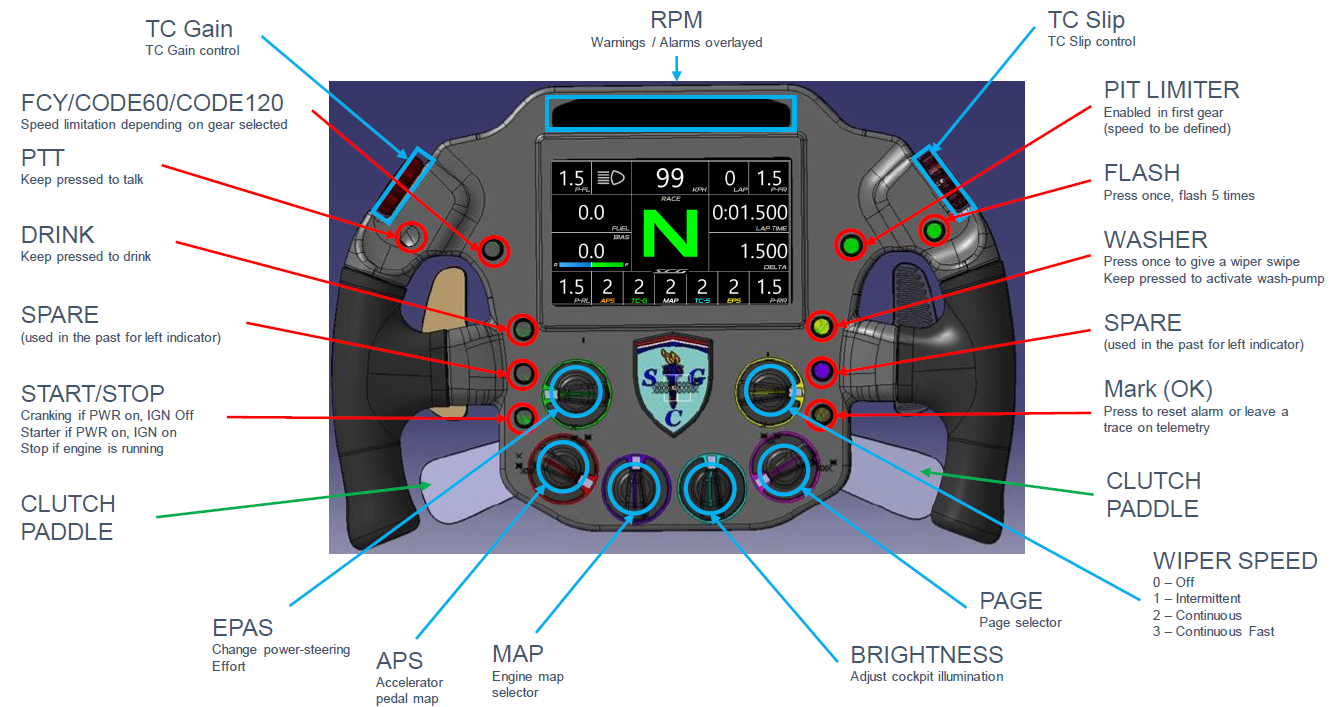 TC Gain
TC Gain control
RPM
Warnings / Alarms overlayed
TC Slip
TC Slip control
FCY/CODE60/CODE120
Speed limitation depending on gear selected
PTT
Keep pressed to talk
DRINK
Keep pressed to drink
SPARE
(used in the past for left indicator)
START/STOP
Cranking if PWR on, IGN Off
Starter if PWR on, IGN on
Stop if engine is running
CLUTCH
PADDLE
1.5 99 0 1.5
P-FL KPH LAP P-FR
RACE
0.0 N 0:01.500
FUEL LAP TIME
BIAS
0.0 1.500
R F DELTA
SCG
1.5 2 2 2 2 2 1.5
P-RL APS TC-G MAP TC-S EPS P-RR
S G
C
PIT LIMITER
Enabled in first gear
(speed to be defined)
FLASH
Press once, flash 5 times
WASHER
Press once to give a wiper swipe
Keep pressed to activate wash-pump
SPARE
(used in the past for left indicator)
Mark (OK)
Press to reset alarm or leave a
trace on telemetry
CLUTCH
PADDLE
WIPER SPEED
0 – Off
1 – Intermittent
2 – Continuous
3 – Continuous Fast
EPAS
Change power-steering
Effort
APS
Accelerator
pedal map
MAP
Engine map
selector
BRIGHTNESS
Adjust cockpit illumination
PAGE
Page selector